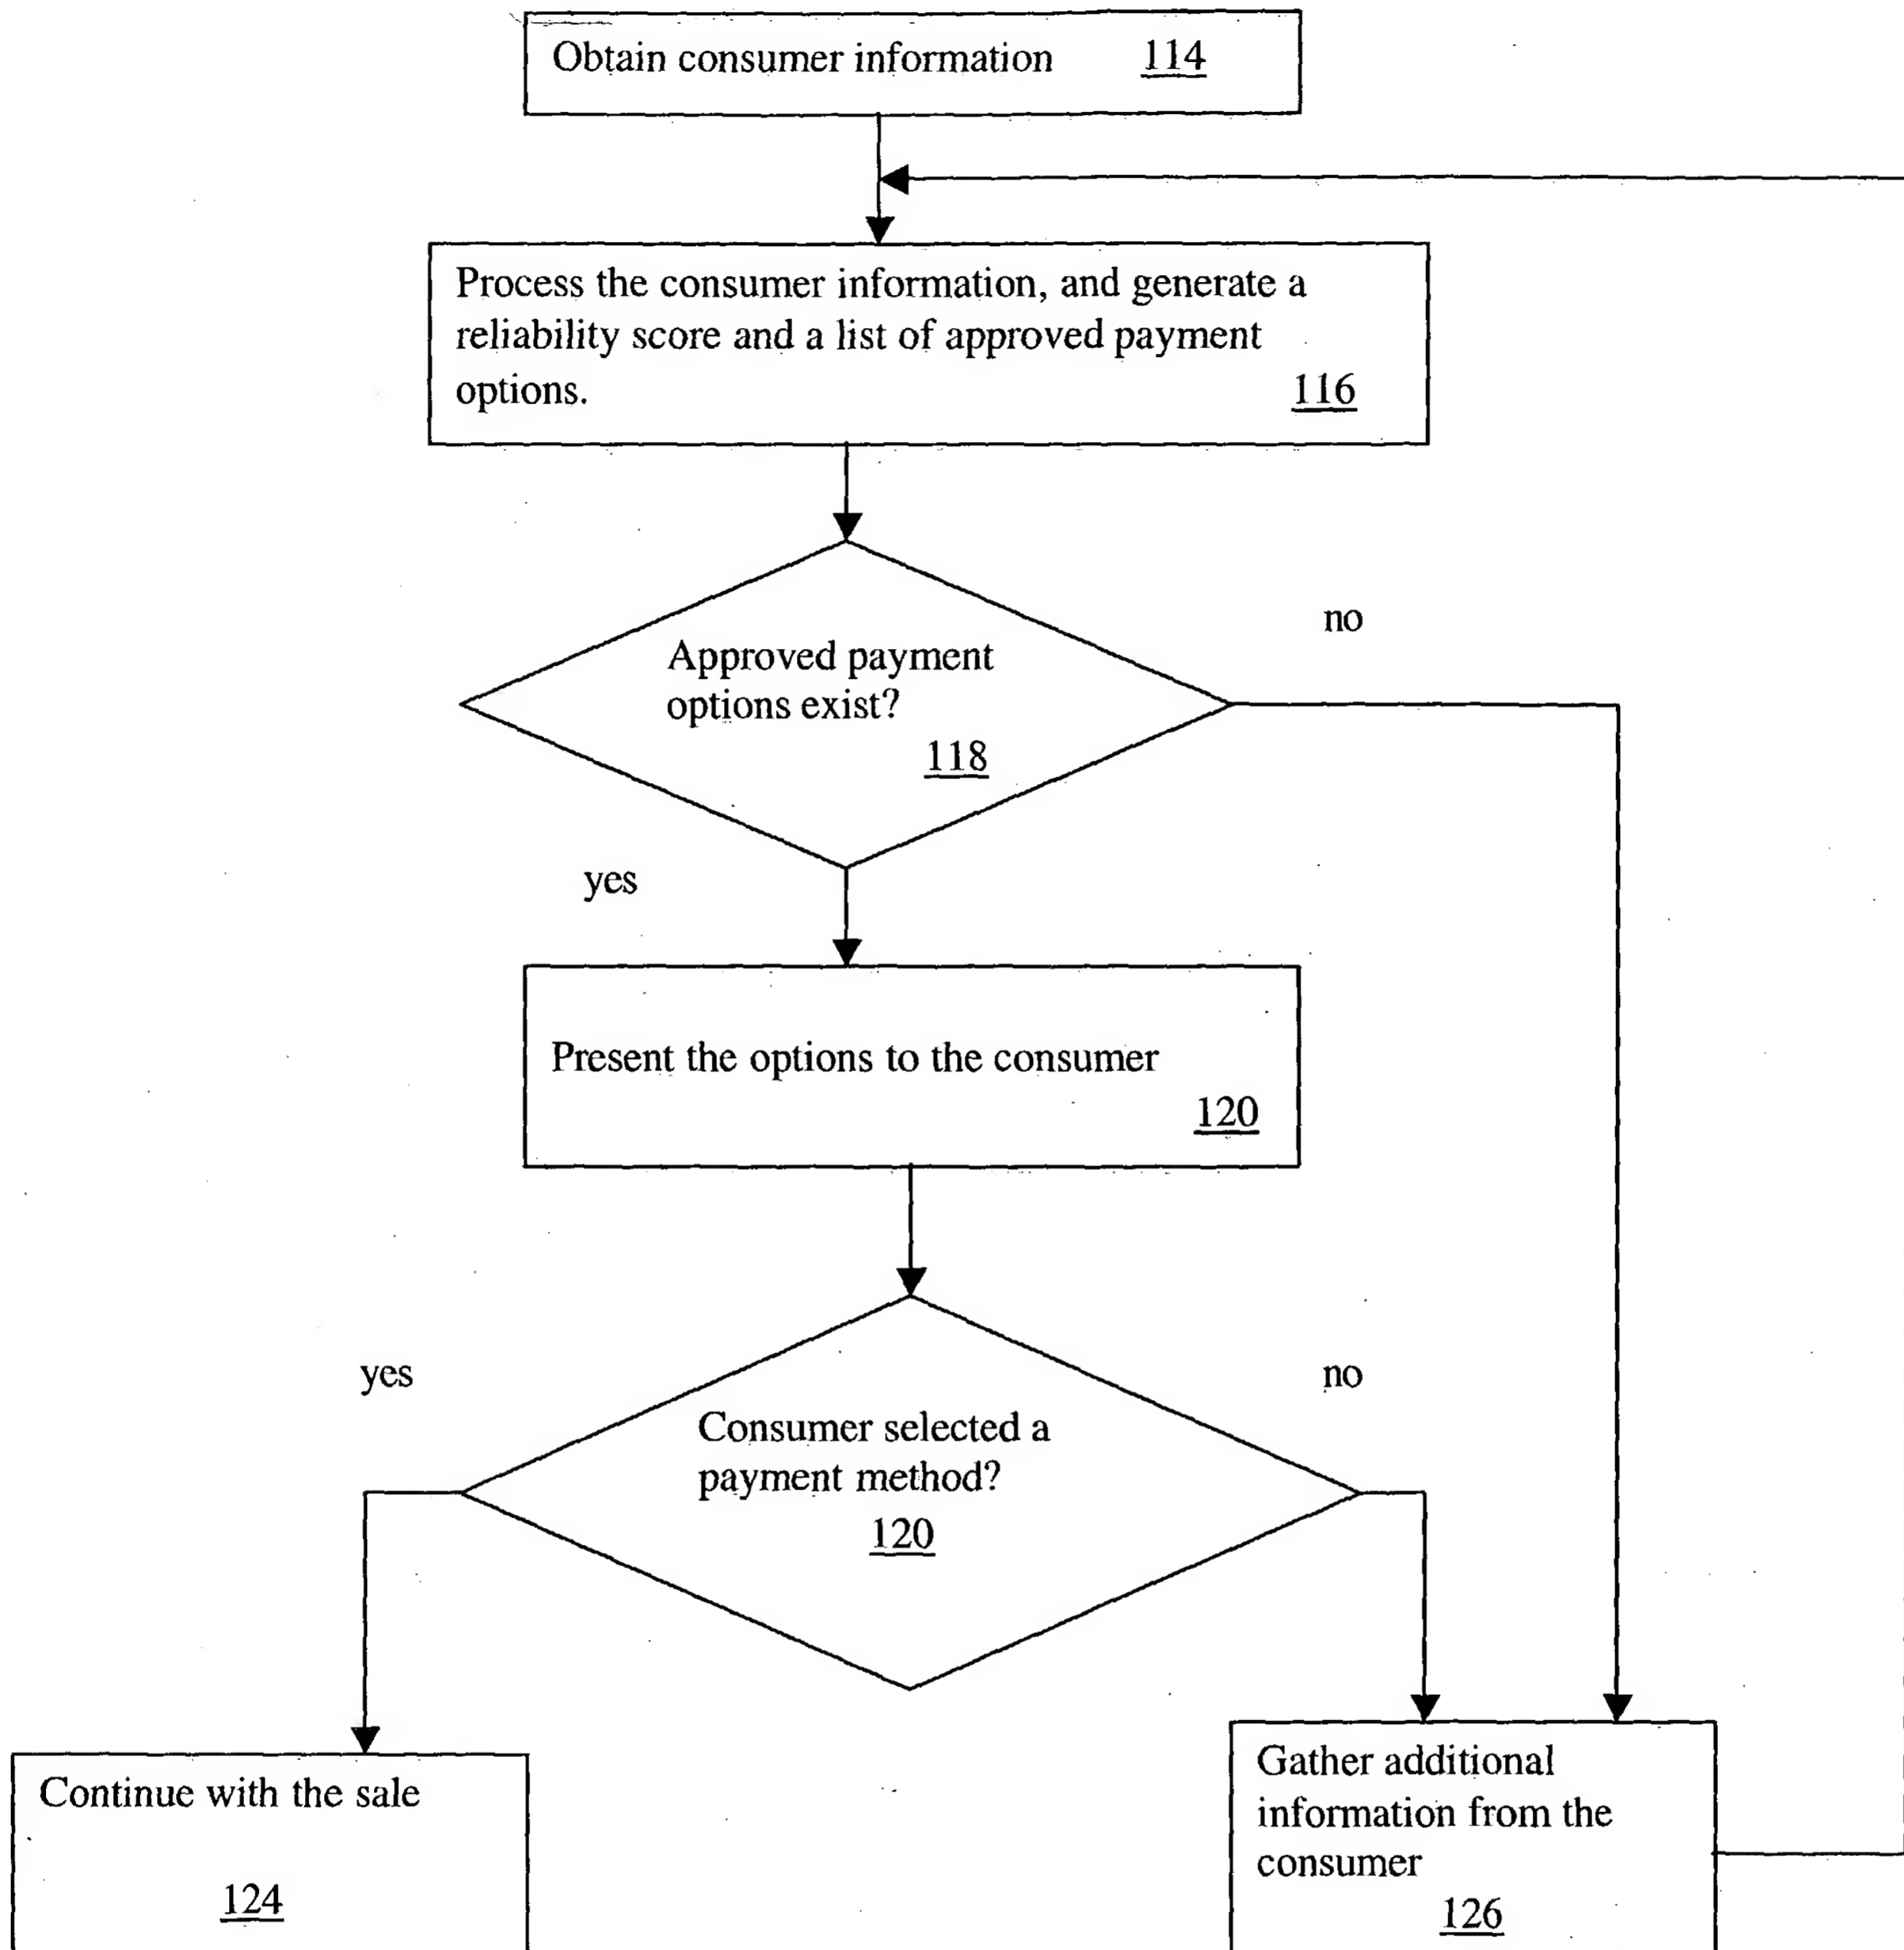 Obtain consumer information 114
Process the consumer information, and generate a
reliability score and a list of approved payment
options. 116
no
Approved payment
options exist?
118
yes
Present the options to the consumer
120
yes
no
Consumer selected a
payment method?
120
Continue with the sale
124
Gather additional
information from the
consumer
126